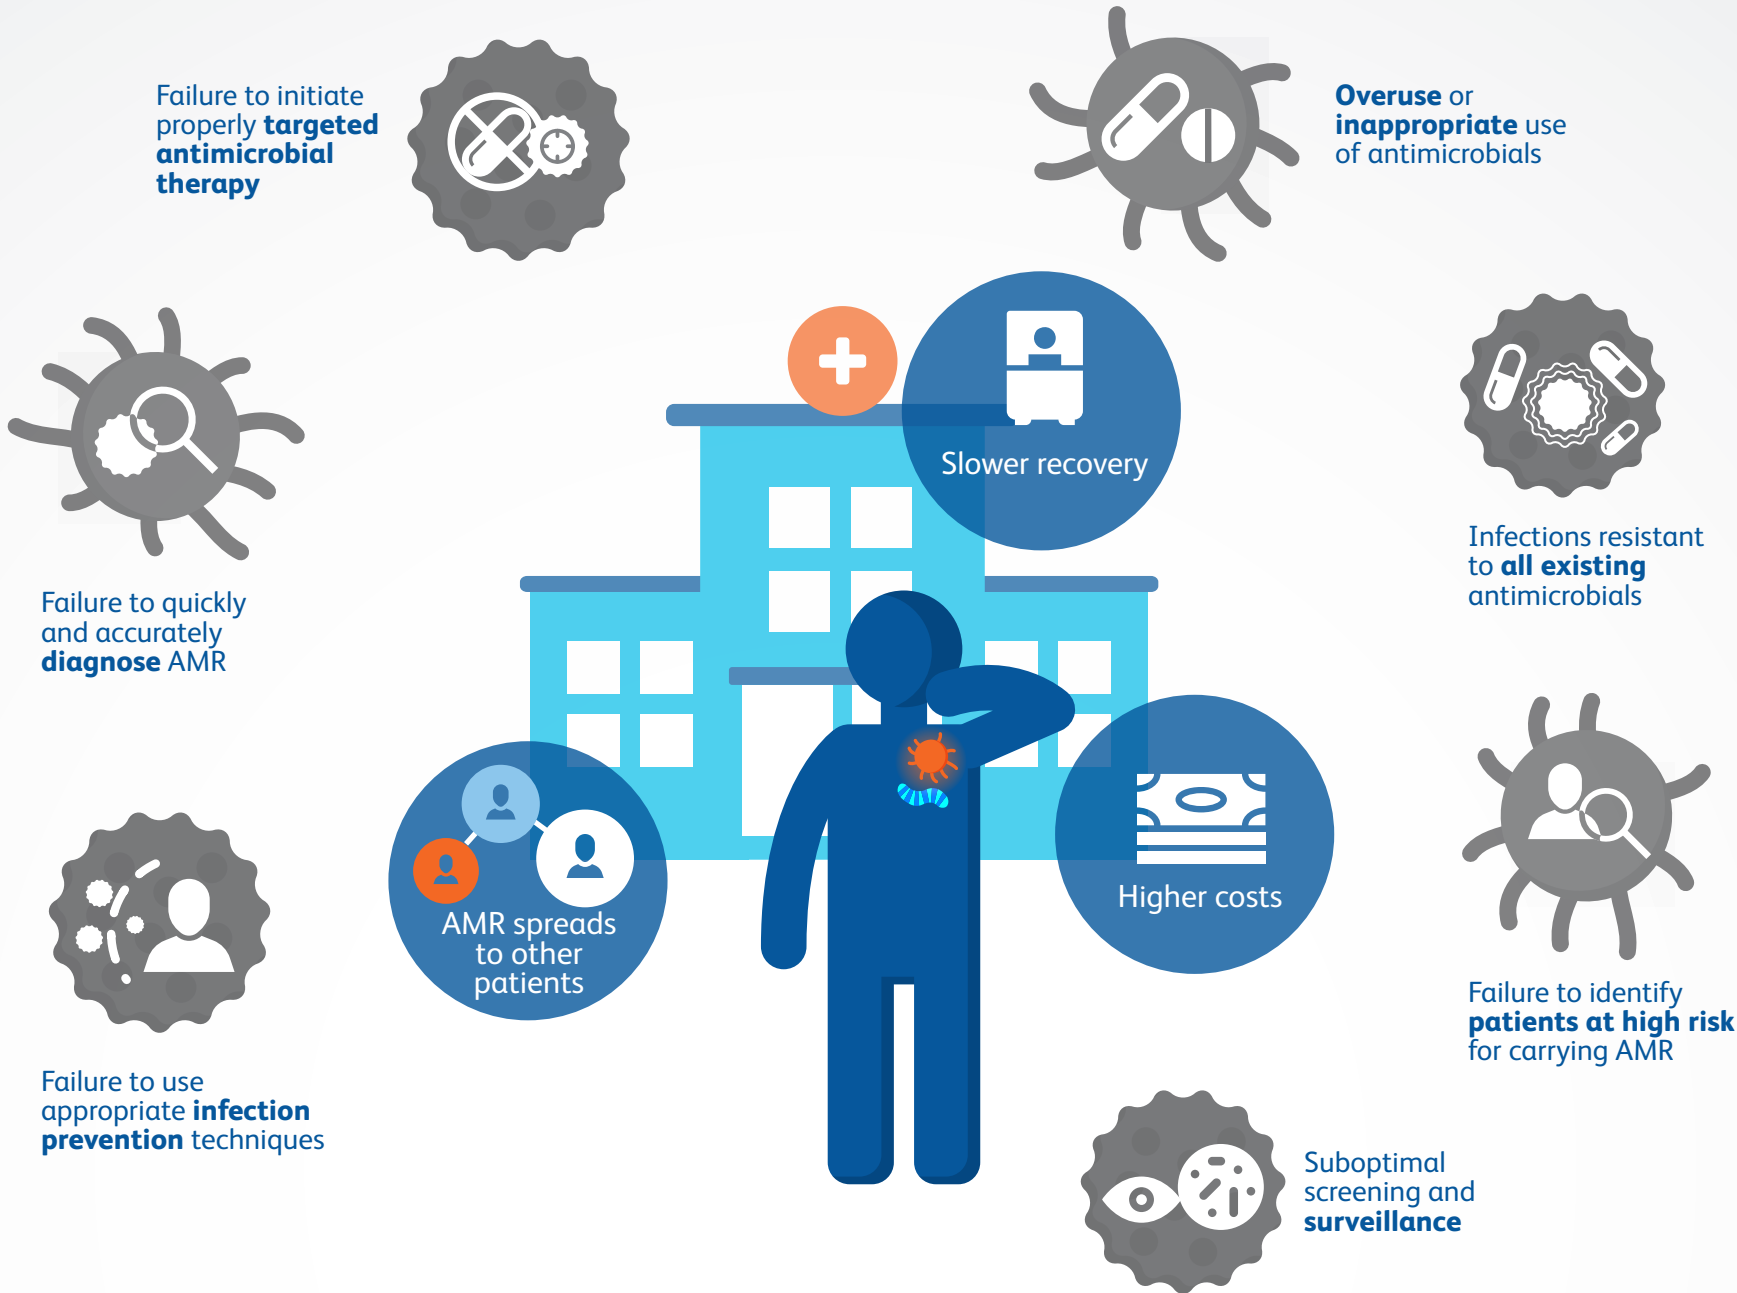 Failure to initiate
properly targeted
antimicrobial
therapy
Overuse or
inappropriate use
of antimicrobials
Slower recovery
Infections resistant
to all existing
antimicrobials
Failure to quickly
and accurately
diagnose AMR
Higher costs
AMR spreads
to other
patients
Failure to identify
patients at high risk
for carrying AMR
Failure to use
appropriate infection
prevention techniques
Suboptimal
screening and
surveillance